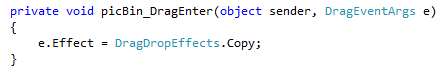 private void picBin_DragEnter(object sender, DragEventArgs e)
{
    e.Effect = DragDropEffects.Copy;
}